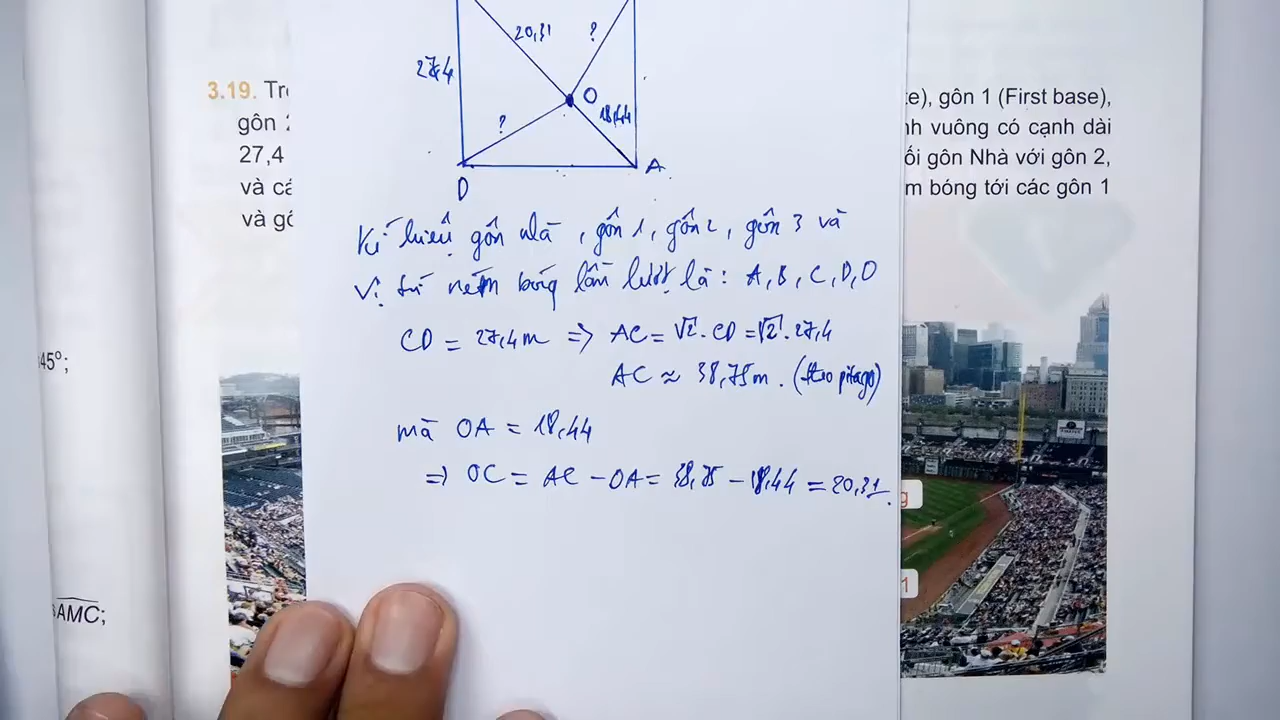 20,31
?
27,4
O
18,44
?
D
A
3.19. Tr
gôn 2
27,4
và cá
và gố
e), gôn 1 (First base),
nh vuông có cạnh dài
ối gôn Nhà với gôn 2,
m bóng tới các gôn 1
Kí hiệu gôn nhà, gôn 1, gôn 2, gôn 3 và
Vị trí ném bóng lần lượt là: A, B, C, D, O
CD = 27,4m => AC = √2 . CD = √2 . 27,4
AC ≈ 38,75m. (theo pitago)
mà OA = 18,44
=> OC = AC - OA = 38,75 - 18,44 = 20,31.
45º;
AMC;
g
1